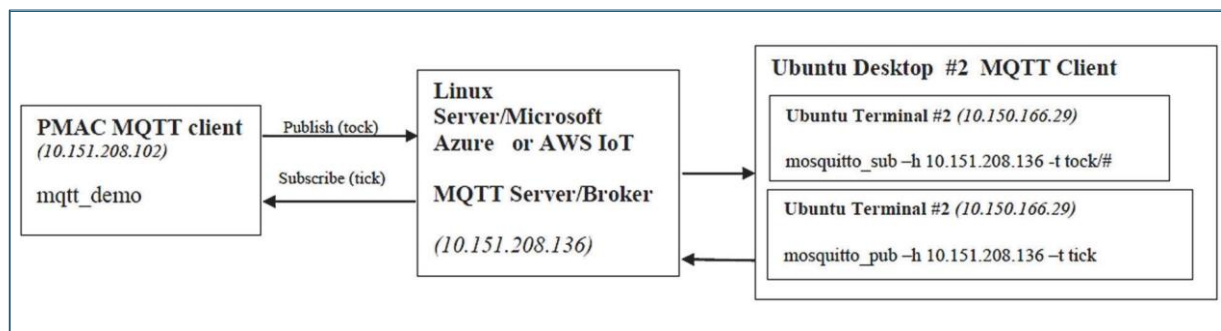 PMAC MQTT client
(10.151.208.102)
mqtt_demo
Publish (tock)
Subscribe (tick)
Linux
Server/Microsoft
Azure or AWS IoT
MQTT Server/Broker
(10.151.208.136)
Ubuntu Desktop #2 MQTT Client
Ubuntu Terminal #2 (10.150.166.29)
mosquitto_sub –h 10.151.208.136 -t tock/#
Ubuntu Terminal #2 (10.150.166.29)
mosquitto_pub –h 10.151.208.136 –t tick